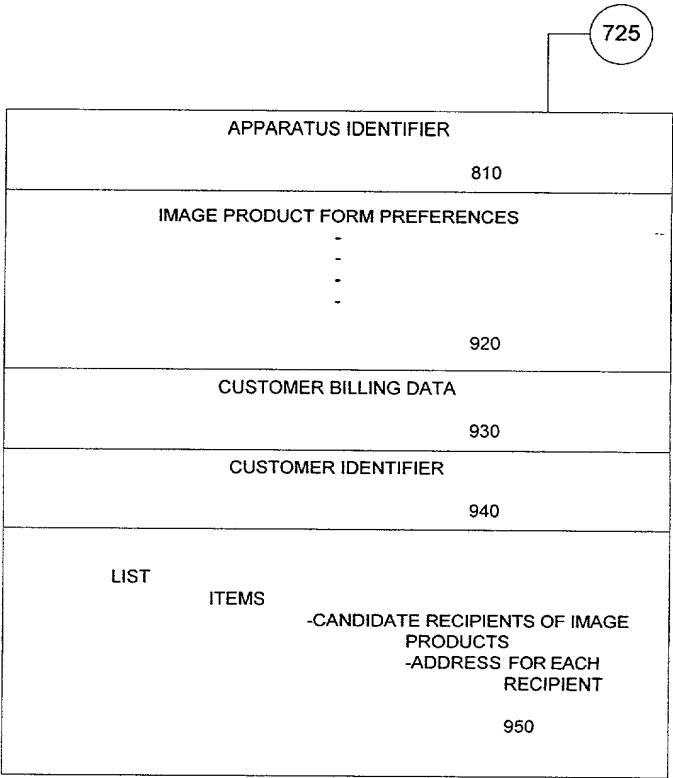 725
APPARATUS IDENTIFIER
810
IMAGE PRODUCT FORM PREFERENCES
-
-
-
-
920
CUSTOMER BILLING DATA
930
CUSTOMER IDENTIFIER
940
LIST
ITEMS
-CANDIDATE RECIPIENTS OF IMAGE
PRODUCTS
-ADDRESS FOR EACH
RECIPIENT
950